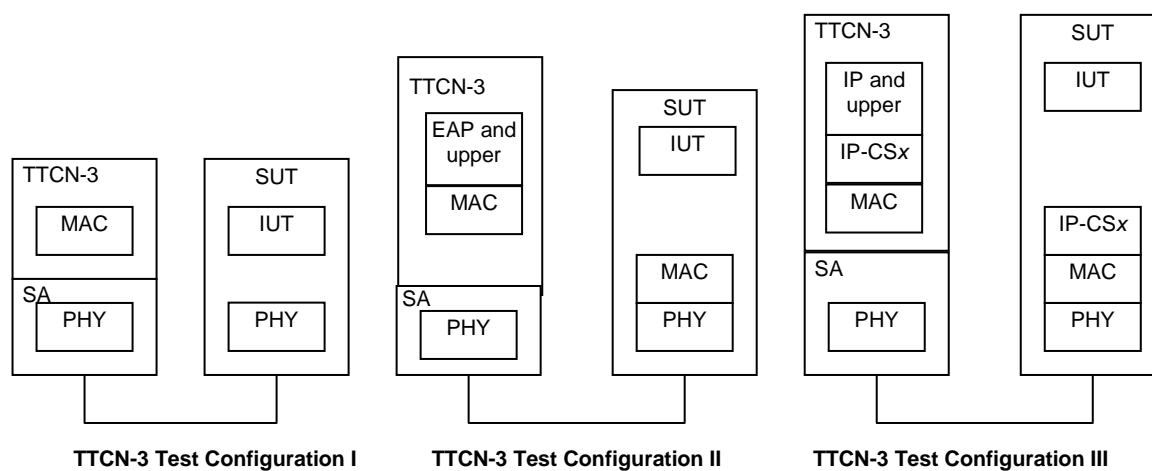 TTCN-3
MAC
SA
PHY
SUT
IUT
PHY
TTCN-3 Test Configuration I
TTCN-3
EAP and
upper
MAC
SA
PHY
SUT
IUT
MAC
PHY
TTCN-3 Test Configuration II
TTCN-3
IP and
upper
IP-CSx
MAC
SA
PHY
SUT
IUT
IP-CSx
MAC
PHY
TTCN-3 Test Configuration III